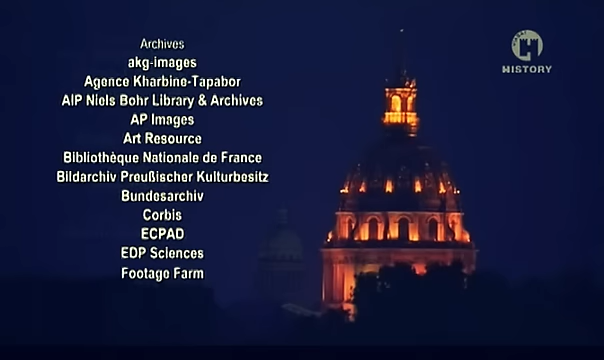 Archives
akg-images
Agence Kharbine-Tapabor
AIP Niels Bohr Library & Archives
AP Images
Art Resource
Bibliothèque Nationale de France
Bildarchiv Preußischer Kulturbesitz
Bundesarchiv
Corbis
ECPAD
EDP Sciences
Footage Farm
HISTORY